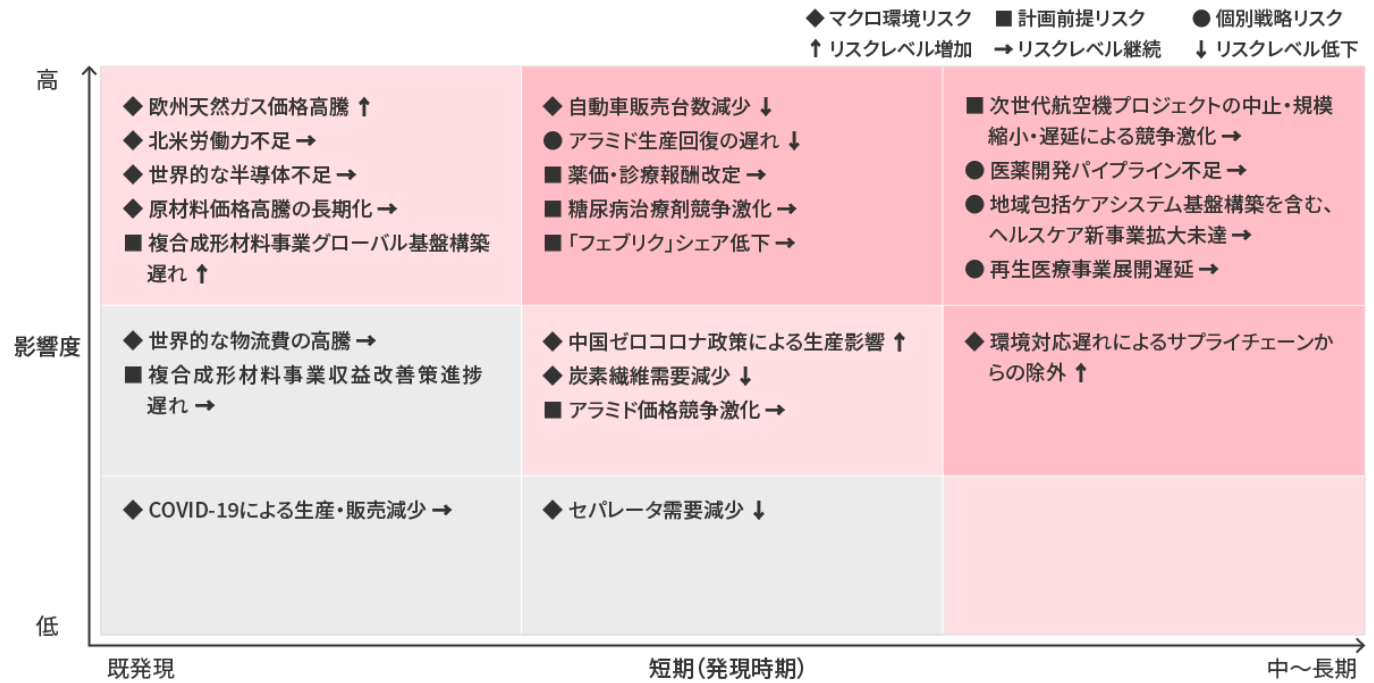 ◆ マクロ環境リスク ■ 計画前提リスク ● 個別戦略リスク
↑ リスクレベル増加 → リスクレベル継続 ↓ リスクレベル低下
高
◆ 欧州天然ガス価格高騰 ↑
◆ 北米労働力不足 →
◆ 世界的な半導体不足 →
◆ 原材料価格高騰の長期化 →
■ 複合成形材料事業グローバル基盤構築
遅れ ↑
◆ 自動車販売台数減少 ↓
● アラミド生産回復の遅れ ↓
■ 薬価・診療報酬改定 →
■ 糖尿病治療剤競争激化 →
■ 「フェブリク」シェア低下 →
■ 次世代航空機プロジェクトの中止・規模
縮小・遅延による競争激化 →
● 医薬開発パイプライン不足 →
● 地域包括ケアシステム基盤構築を含む、
ヘルスケア新事業拡大未達 →
● 再生医療事業展開遅延 →
影響度
◆ 世界的な物流費の高騰 →
■ 複合成形材料事業収益改善策進捗
遅れ →
◆ 中国ゼロコロナ政策による生産影響 ↑
◆ 炭素繊維需要減少 ↓
■ アラミド価格競争激化 →
◆ 環境対応遅れによるサプライチェーンか
らの除外 ↑
◆ COVID-19による生産・販売減少 →
◆ セパレータ需要減少 ↓
低
既発現 短期(発現時期) 中～長期